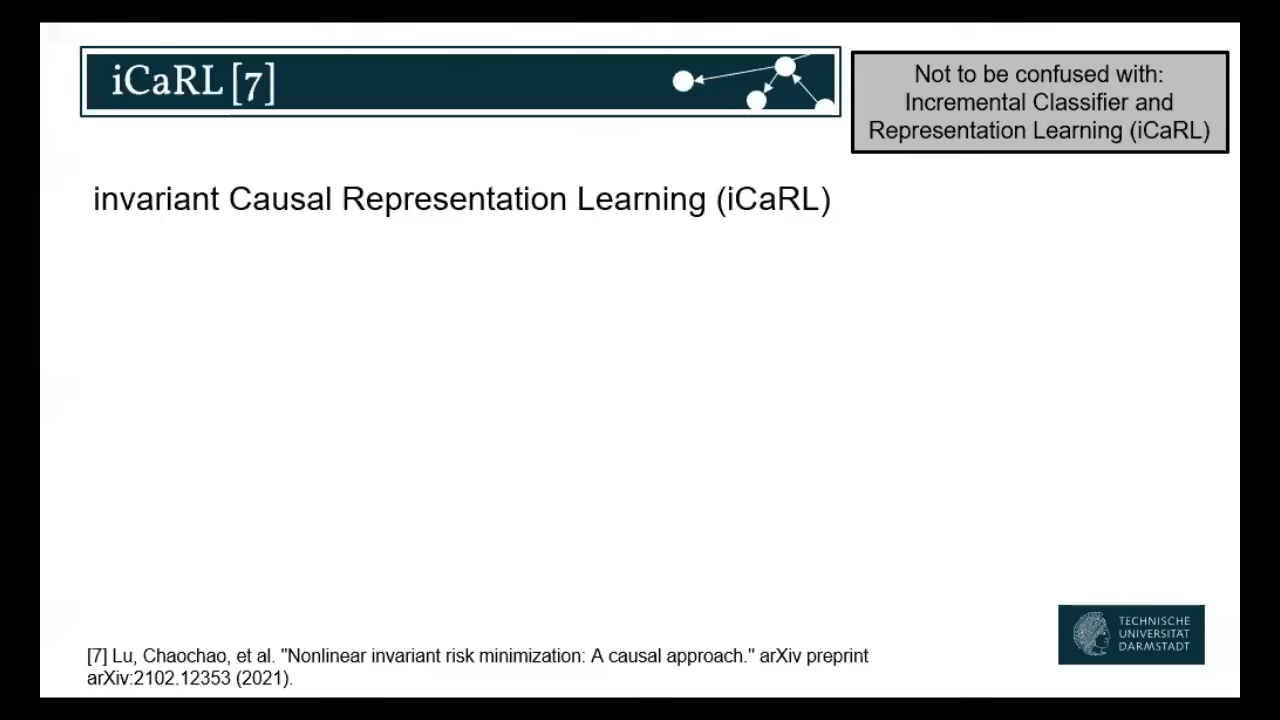 iCaRL [7]
Not to be confused with:
Incremental Classifier and
Representation Learning (iCaRL)
invariant Causal Representation Learning (iCaRL)
[7] Lu, Chaochao, et al. "Nonlinear invariant risk minimization: A causal approach." arXiv preprint
arXiv:2102.12353 (2021).
TECHNISCHE
UNIVERSITÄT
DARMSTADT